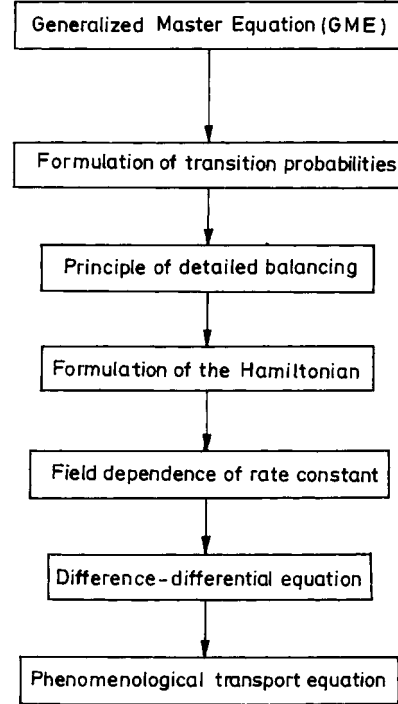 Generalized Master Equation (GME)
Formulation of transition probabilities
Principle of detailed balancing
Formulation of the Hamiltonian
Field dependence of rate constant
Difference-differential equation
Phenomenological transport equation